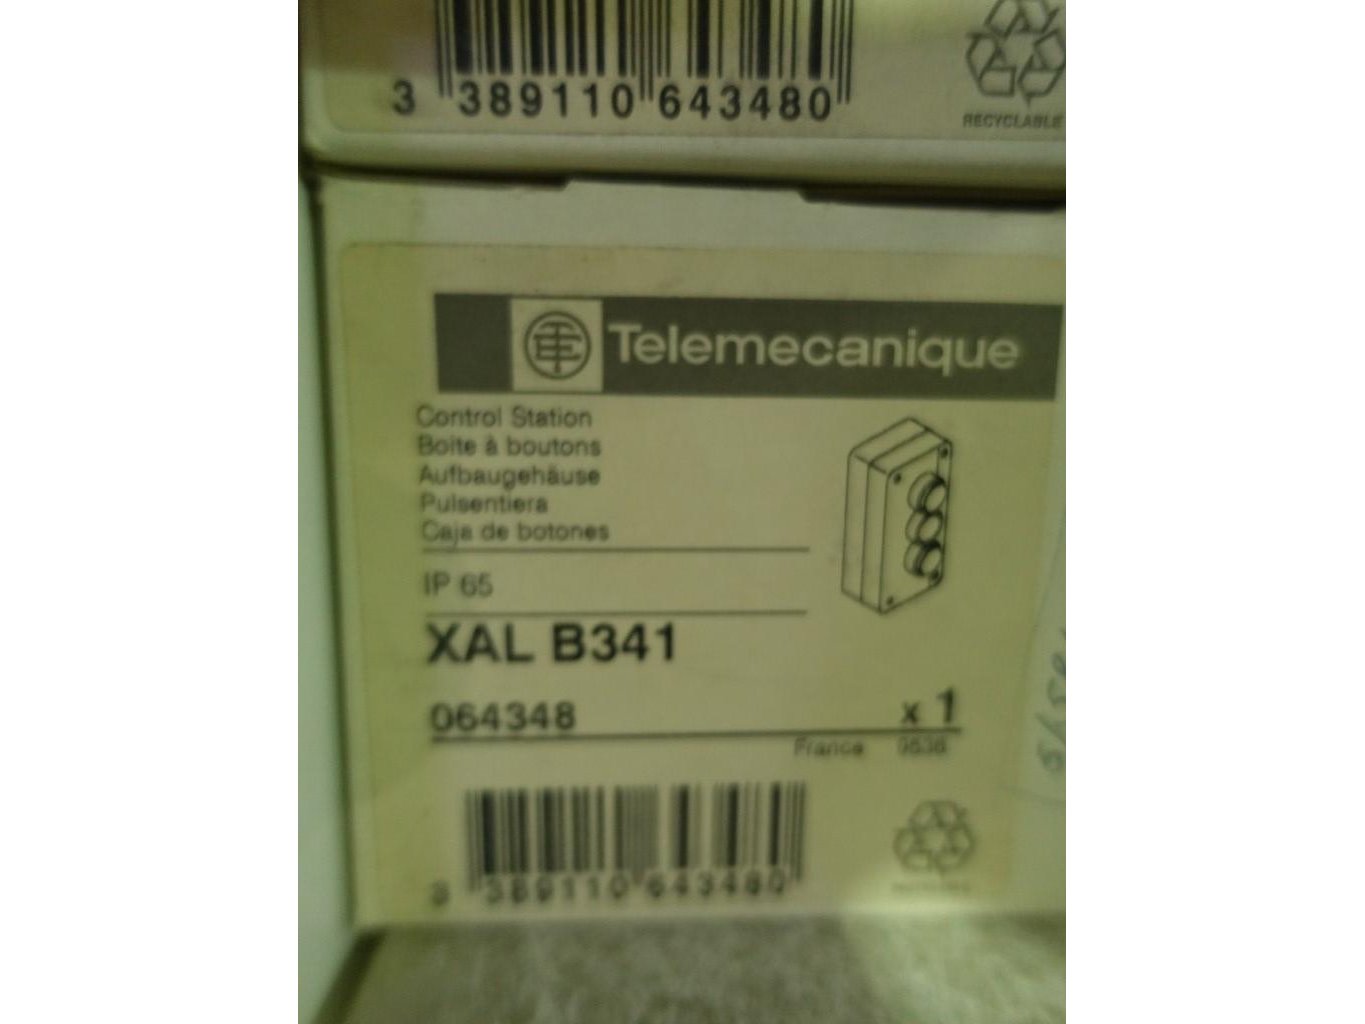 3 389110 643480
RECYCLABLE
Telemecanique
Control Station
Boîte à boutons
Aufbaugehäuse
Pulsentiera
Caja de botones
IP 65
XAL B341
064348
x 1
France
3 389110 643480